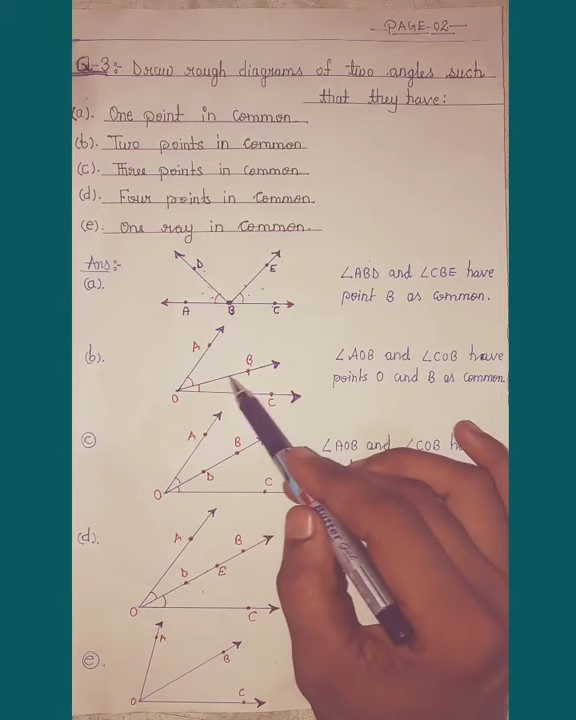 PAGE-02
Q-3:- Draw rough diagrams of two angles such
that they have:
(a). One point in common
(b). Two points in common
(c). Three points in common
(d). Four points in common.
(e). One ray in common.
Ans:-
(a).
D
E
A
B
C
∠ABD and ∠CBE have
point B as common.
(b).
A
B
O
C
∠AOB and ∠COB have
points O and B as common
(c)
A
B
D
O
C
∠AOB and ∠COB
(d).
A
B
D
E
O
C
(e).
A
B
O
C
Butter Gel